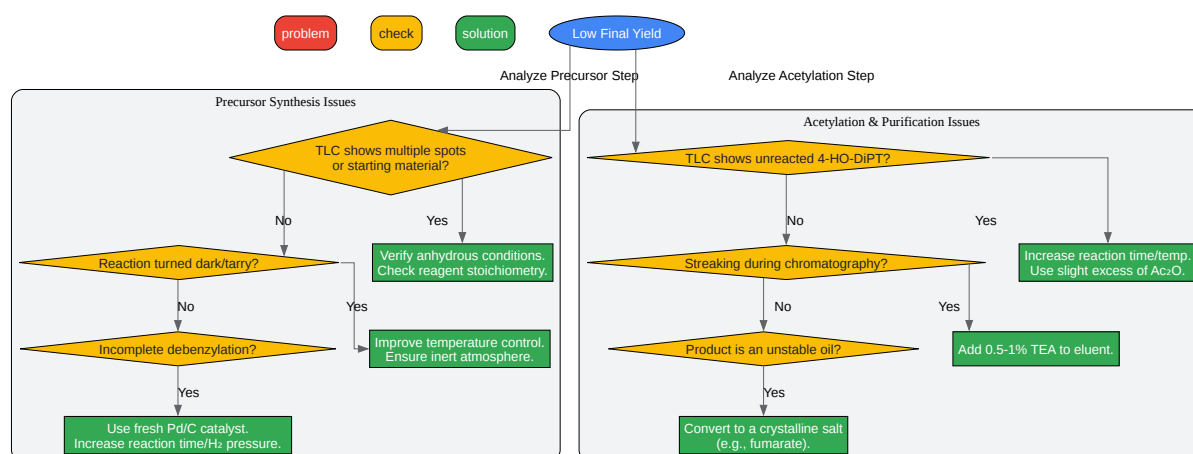 problem
check
solution
Low Final Yield
Analyze Precursor Step
Analyze Acetylation Step
Precursor Synthesis Issues
TLC shows multiple spots
or starting material?
No
Yes
Verify anhydrous conditions.
Check reagent stoichiometry.
Reaction turned dark/tarry?
No
Yes
Improve temperature control.
Ensure inert atmosphere.
Incomplete debenzylation?
Yes
Use fresh Pd/C catalyst.
Increase reaction time/H₂ pressure.
Acetylation & Purification Issues
TLC shows unreacted 4-HO-DiPT?
No
Yes
Increase reaction time/temp.
Use slight excess of Ac₂O.
Streaking during chromatography?
No
Yes
Add 0.5-1% TEA to eluent.
Product is an unstable oil?
Yes
Convert to a crystalline salt
(e.g., fumarate).